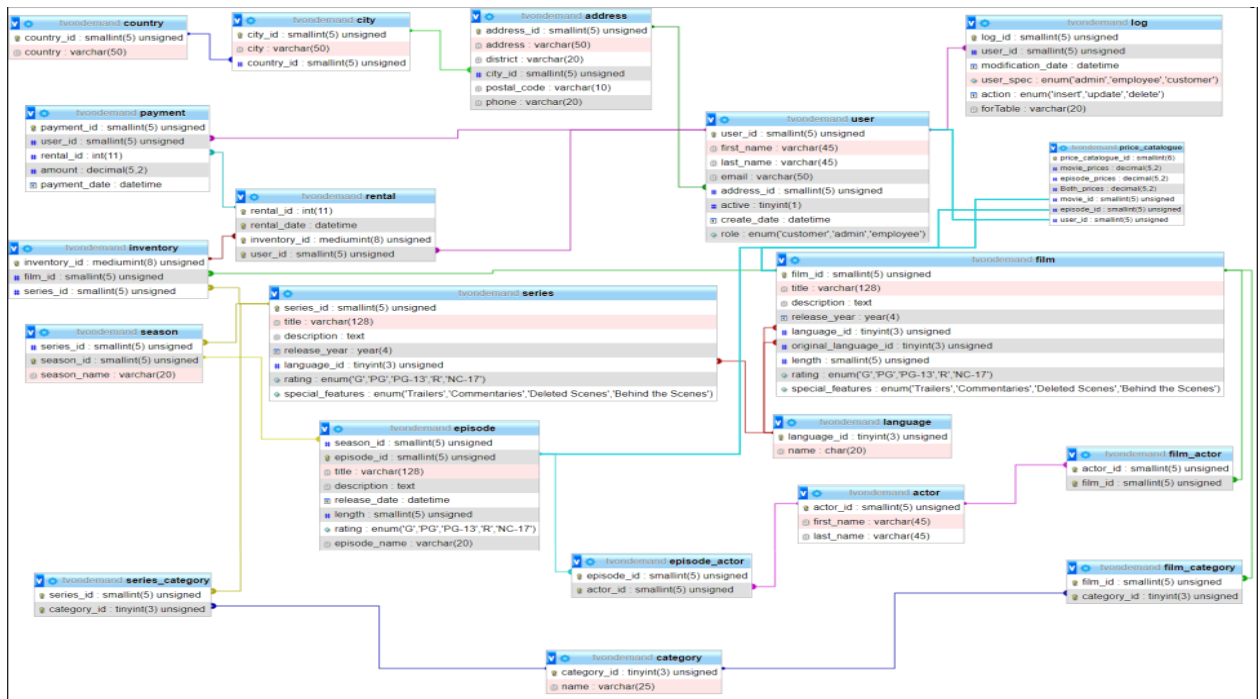 tvondemand country
country_id : smallint(5) unsigned
country : varchar(50)
tvondemand city
city_id : smallint(5) unsigned
city : varchar(50)
country_id : smallint(5) unsigned
tvondemand address
address_id : smallint(5) unsigned
address : varchar(50)
district : varchar(20)
city_id : smallint(5) unsigned
postal_code : varchar(10)
phone : varchar(20)
tvondemand log
log_id : smallint(5) unsigned
user_id : smallint(5) unsigned
modification_date : datetime
user_spec : enum('admin','employee','customer')
action : enum('insert','update','delete')
forTable : varchar(20)
tvondemand payment
payment_id : smallint(5) unsigned
user_id : smallint(5) unsigned
rental_id : int(11)
amount : decimal(5,2)
payment_date : datetime
tvondemand user
user_id : smallint(5) unsigned
first_name : varchar(45)
last_name : varchar(45)
email : varchar(50)
address_id : smallint(5) unsigned
active : tinyint(1)
create_date : datetime
role : enum('customer','admin','employee')
tvondemand price_catalogue
price_catalogue_id : smallint(6)
movie_prices : decimal(5,2)
episode_prices : decimal(5,2)
Both_prices : decimal(5,2)
movie_id : smallint(5) unsigned
episode_id : smallint(5) unsigned
user_id : smallint(5) unsigned
tvondemand rental
rental_id : int(11)
rental_date : datetime
inventory_id : mediumint(8) unsigned
user_id : smallint(5) unsigned
tvondemand inventory
inventory_id : mediumint(8) unsigned
film_id : smallint(5) unsigned
series_id : smallint(5) unsigned
tvondemand film
film_id : smallint(5) unsigned
title : varchar(128)
description : text
release_year : year(4)
language_id : tinyint(3) unsigned
original_language_id : tinyint(3) unsigned
length : smallint(5) unsigned
rating : enum('G','PG','PG-13','R','NC-17')
special_features : enum('Trailers','Commentaries','Deleted Scenes','Behind the Scenes')
tvondemand series
series_id : smallint(5) unsigned
title : varchar(128)
description : text
release_year : year(4)
language_id : tinyint(3) unsigned
rating : enum('G','PG','PG-13','R','NC-17')
special_features : enum('Trailers','Commentaries','Deleted Scenes','Behind the Scenes')
tvondemand season
series_id : smallint(5) unsigned
season_id : smallint(5) unsigned
season_name : varchar(20)
tvondemand episode
season_id : smallint(5) unsigned
episode_id : smallint(5) unsigned
title : varchar(128)
description : text
release_date : datetime
length : smallint(5) unsigned
rating : enum('G','PG','PG-13','R','NC-17')
episode_name : varchar(20)
tvondemand language
language_id : tinyint(3) unsigned
name : char(20)
tvondemand film_actor
actor_id : smallint(5) unsigned
film_id : smallint(5) unsigned
tvondemand actor
actor_id : smallint(5) unsigned
first_name : varchar(45)
last_name : varchar(45)
tvondemand episode_actor
episode_id : smallint(5) unsigned
actor_id : smallint(5) unsigned
tvondemand film_category
film_id : smallint(5) unsigned
category_id : tinyint(3) unsigned
tvondemand series_category
series_id : smallint(5) unsigned
category_id : tinyint(3) unsigned
tvondemand category
category_id : tinyint(3) unsigned
name : varchar(25)